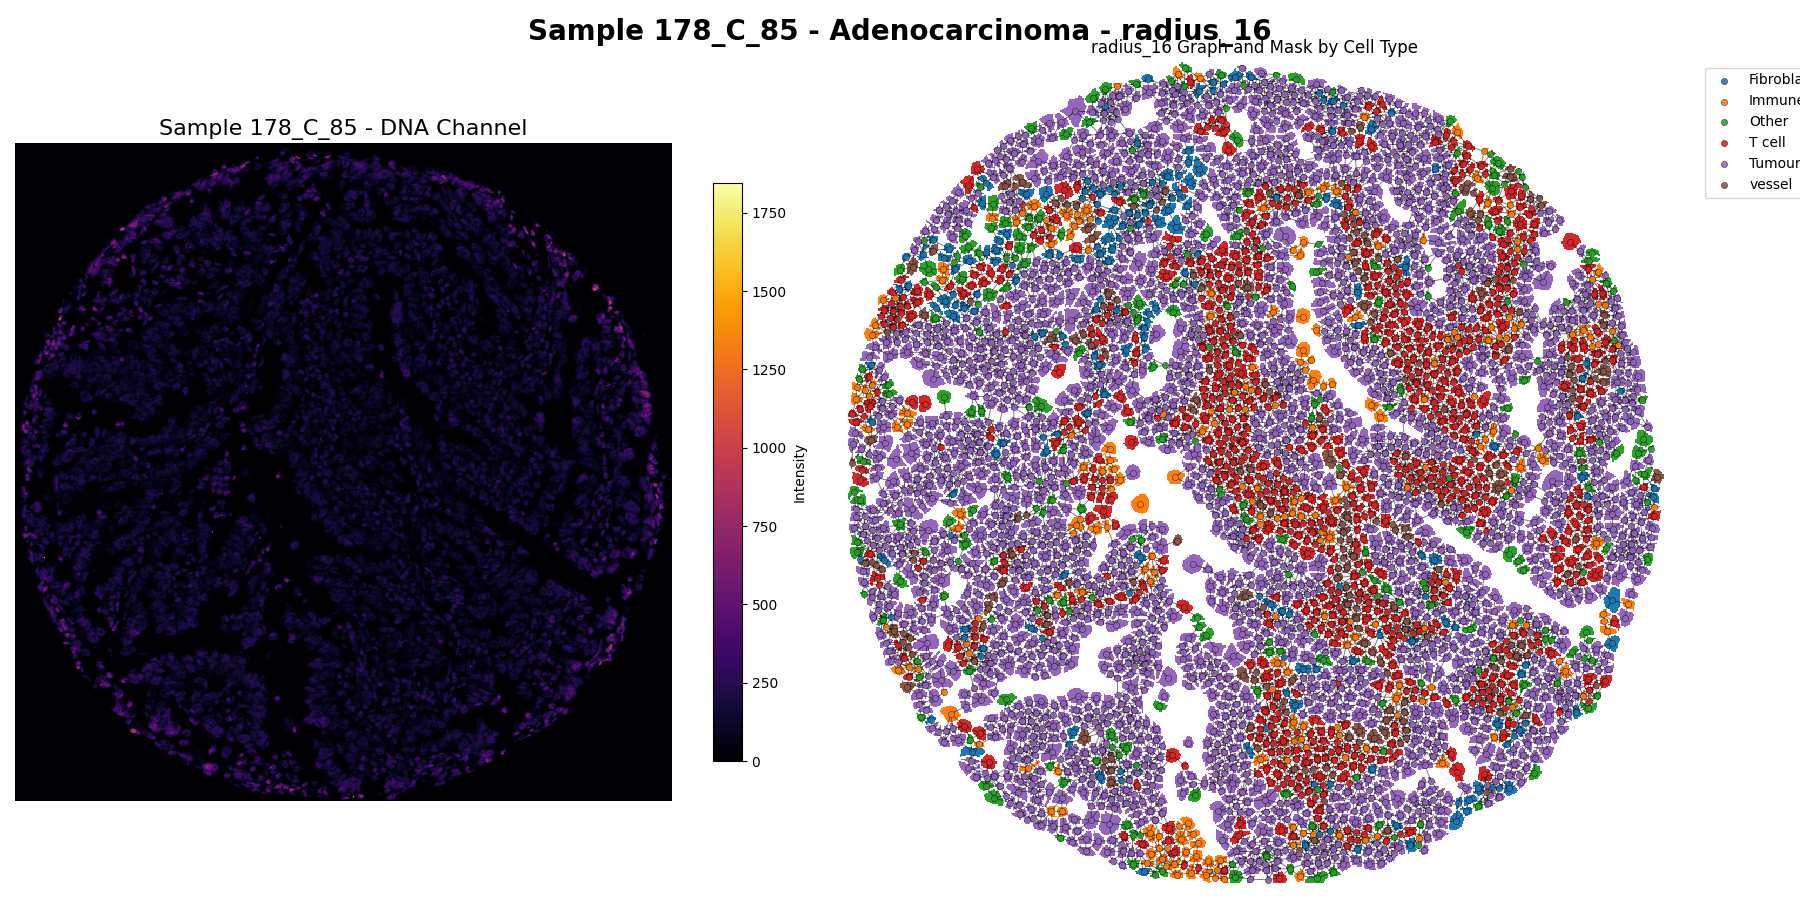 Sample 178_C_85 - Adenocarcinoma - radius_16
radius_16 Graph and Mask by Cell Type
Sample 178_C_85 - DNA Channel
1750
1500
1250
1000
750
500
250
0
Intensity
Fibrobla
Immune
Other
T cell
Tumour
vessel